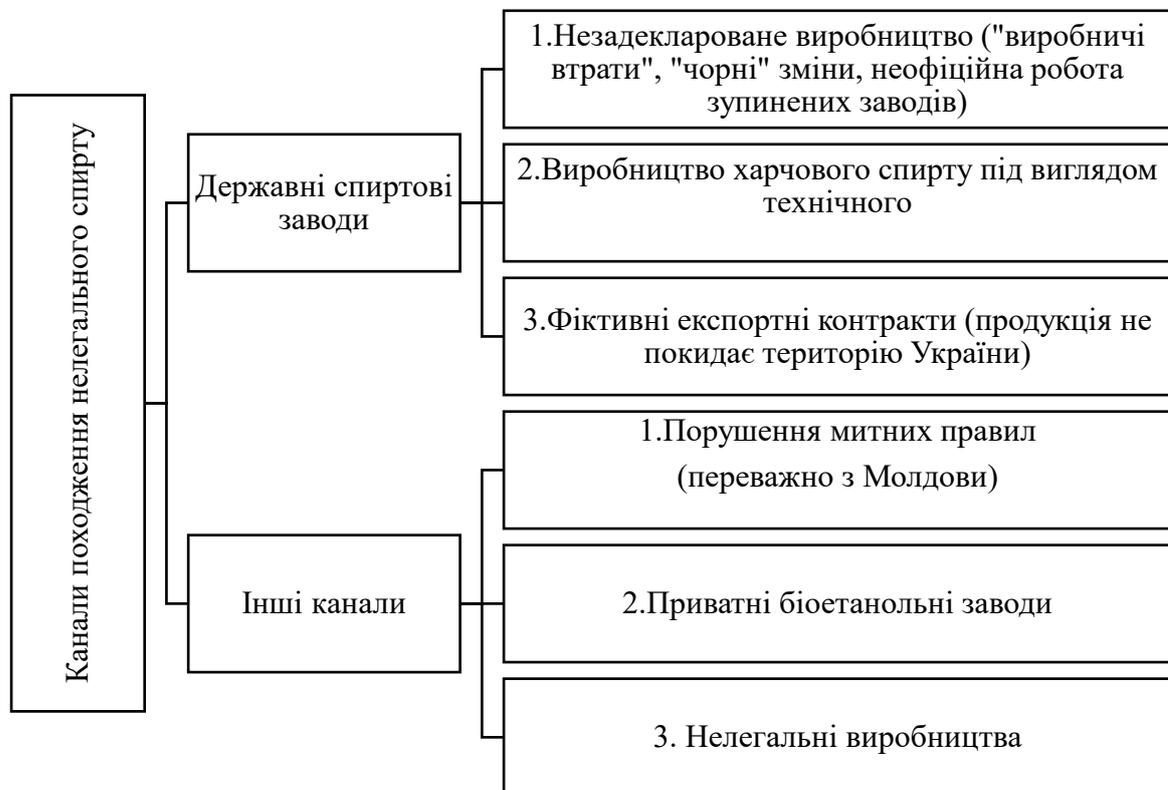 Канали походження нелегального спирту
Державні спиртові
заводи
1.Незадеклароване виробництво ("виробничі
втрати", "чорні" зміни, неофіційна робота
зупинених заводів)
2.Виробництво харчового спирту під виглядом
технічного
3.Фіктивні експортні контракти (продукція не
покидає територію України)
Інші канали
1.Порушення митних правил
(переважно з Молдови)
2.Приватні біоетанольні заводи
3. Нелегальні виробництва